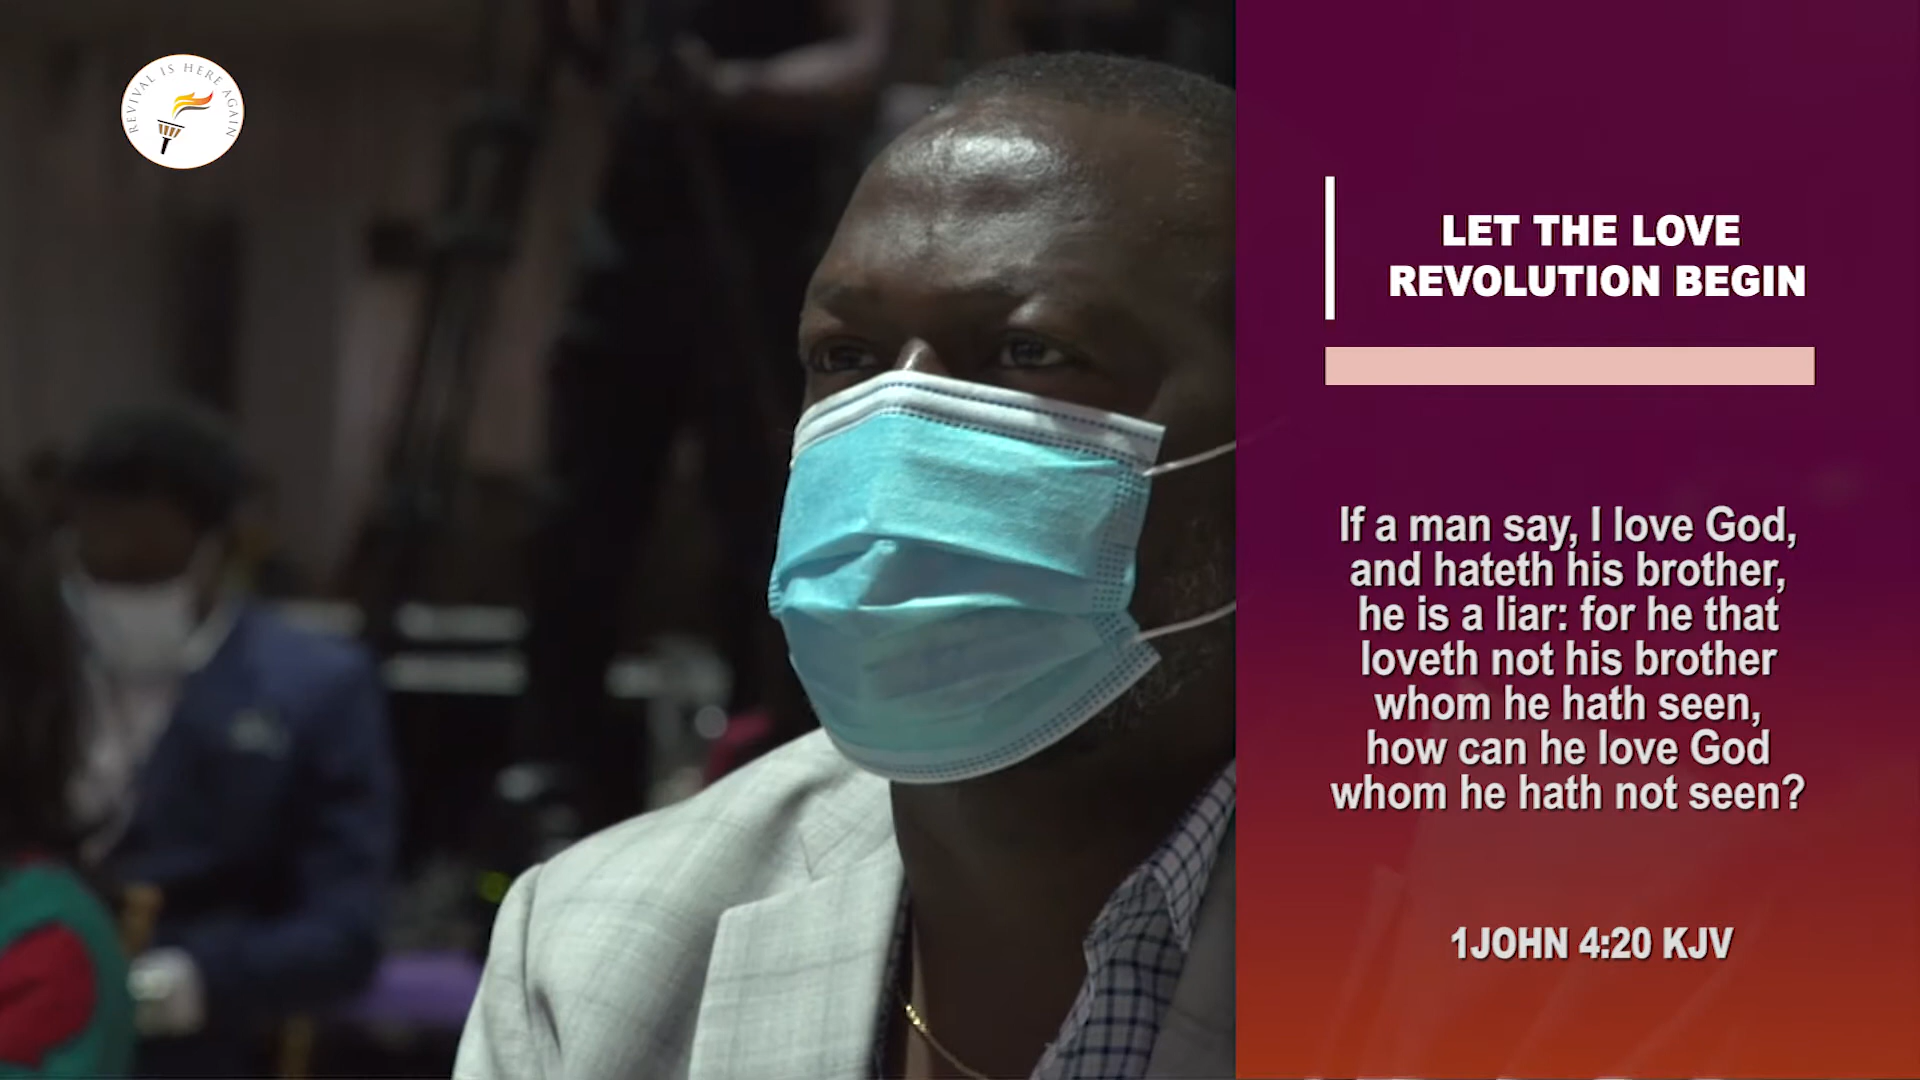 REVIVAL IS HERE AGAIN
LET THE LOVE
REVOLUTION BEGIN
If a man say, I love God,
and hateth his brother,
he is a liar: for he that
loveth not his brother
whom he hath seen,
how can he love God
whom he hath not seen?
1JOHN 4:20 KJV